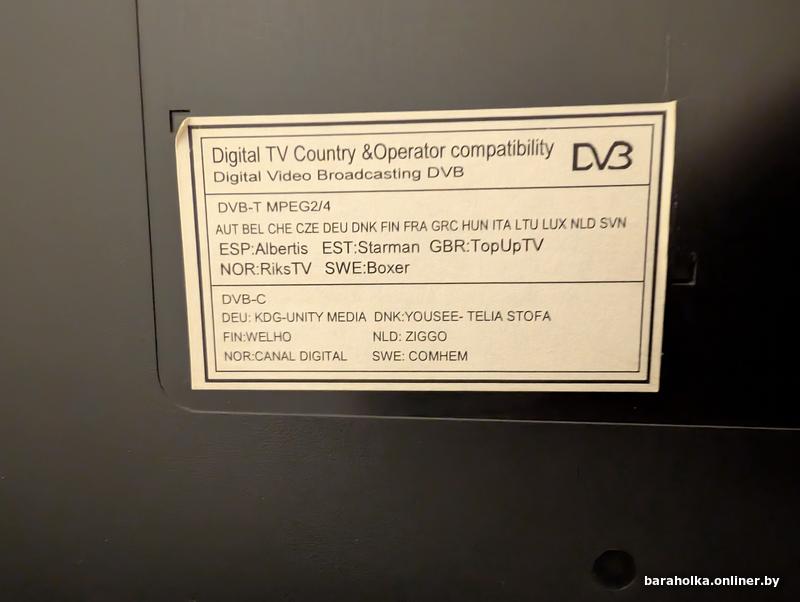 Digital TV Country &Operator compatibility
DVB
Digital Video Broadcasting DVB
DVB-T MPEG2/4
AUT BEL CHE CZE DEU DNK FIN FRA GRC HUN ITA LTU LUX NLD SVN
ESP:Albertis EST:Starman GBR:TopUpTV
NOR:RiksTV SWE:Boxer
DVB-C
DEU: KDG-UNITY MEDIA DNK:YOUSEE- TELIA STOFA
FIN:WELHO NLD: ZIGGO
NOR:CANAL DIGITAL SWE: COMHEM
baraholka.onliner.by